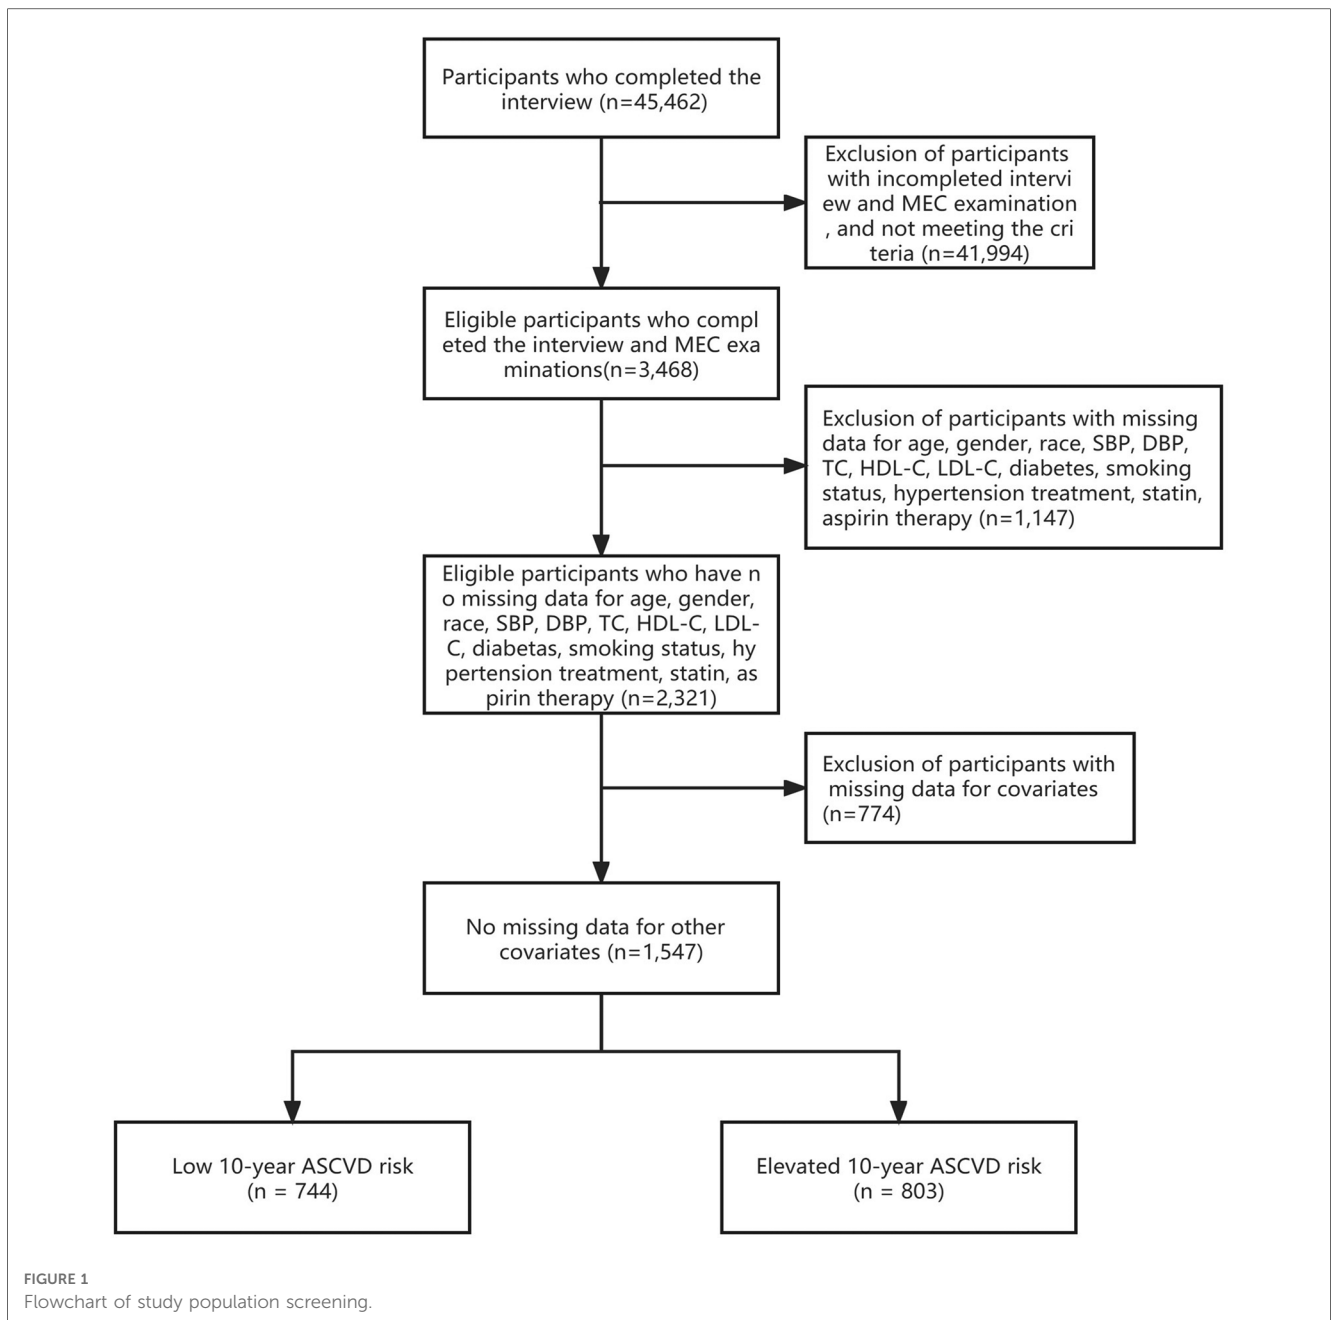 Participants who completed the
interview (n=45,462)
Exclusion of participants
with incompleted intervi
ew and MEC examination
, and not meeting the cri
teria (n=41,994)
Eligible participants who compl
eted the interview and MEC exa
minations(n=3,468)
Exclusion of participants with missing
data for age, gender, race, SBP, DBP,
TC, HDL-C, LDL-C, diabetes, smoking
status, hypertension treatment, statin,
aspirin therapy (n=1,147)
Eligible participants who have n
o missing data for age, gender,
race, SBP, DBP, TC, HDL-C, LDL-
C, diabetas, smoking status, hy
pertension treatment, statin, as
pirin therapy (n=2,321)
Exclusion of participants with
missing data for covariates
(n=774)
No missing data for other
covariates (n=1,547)
Low 10-year ASCVD risk
(n = 744)
Elevated 10-year ASCVD risk
(n = 803)
FIGURE 1
Flowchart of study population screening.